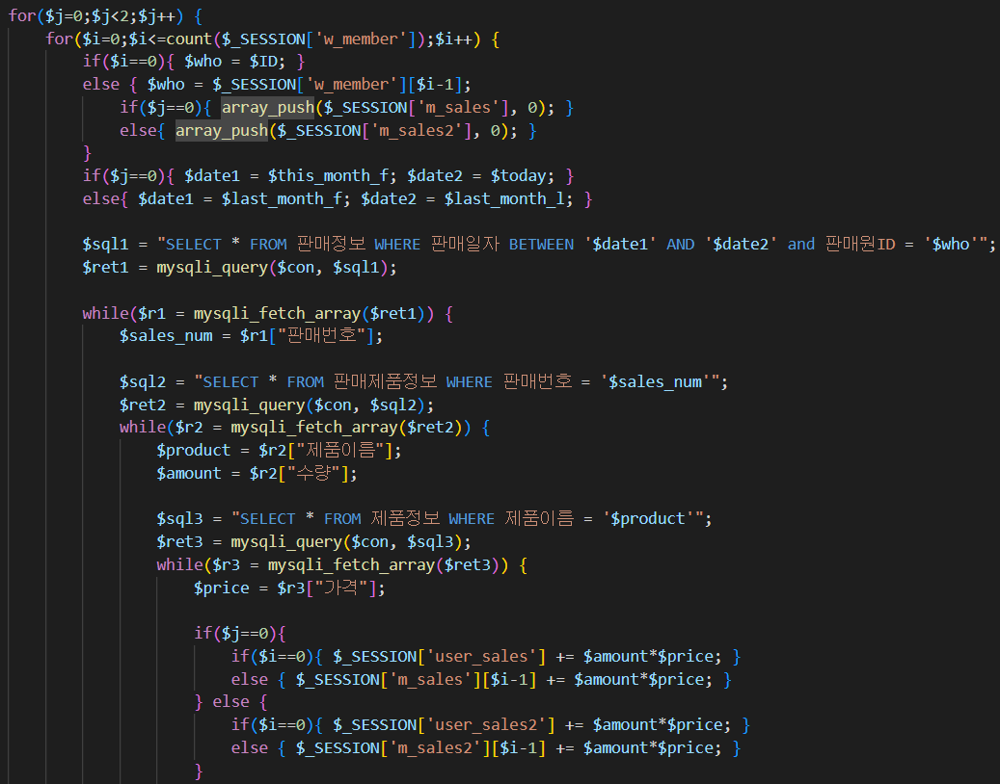 for($j=0;$j<2;$j++) {
for($i=0;$i<=count($_SESSION['w_member']);$i++) {
if($i==0){ $who = $ID; }
else { $who = $_SESSION['w_member'][$i-1];
if($j==0){ array_push($_SESSION['m_sales'], 0); }
else{ array_push($_SESSION['m_sales2'], 0); }
}
if($j==0){ $date1 = $this_month_f; $date2 = $today; }
else{ $date1 = $last_month_f; $date2 = $last_month_l; }
$sql1 = "SELECT * FROM 판매정보 WHERE 판매일자 BETWEEN '$date1' AND '$date2' and 판매원ID = '$who'";
$ret1 = mysqli_query($con, $sql1);
while($r1 = mysqli_fetch_array($ret1)) {
$sales_num = $r1["판매번호"];
$sql2 = "SELECT * FROM 판매제품정보 WHERE 판매번호 = '$sales_num'";
$ret2 = mysqli_query($con, $sql2);
while($r2 = mysqli_fetch_array($ret2)) {
$product = $r2["제품이름"];
$amount = $r2["수량"];
$sql3 = "SELECT * FROM 제품정보 WHERE 제품이름 = '$product'";
$ret3 = mysqli_query($con, $sql3);
while($r3 = mysqli_fetch_array($ret3)) {
$price = $r3["가격"];
if($j==0){
if($i==0){ $_SESSION['user_sales'] += $amount*$price; }
else { $_SESSION['m_sales'][$i-1] += $amount*$price; }
} else {
if($i==0){ $_SESSION['user_sales2'] += $amount*$price; }
else { $_SESSION['m_sales2'][$i-1] += $amount*$price; }
}